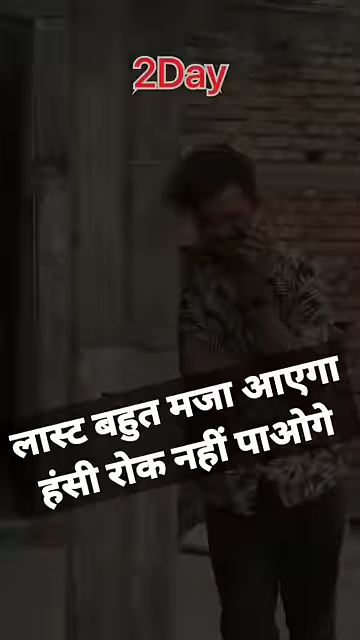 2Day
लास्ट बहुत मजा आएगा
हंसी रोक नहीं पाओगे